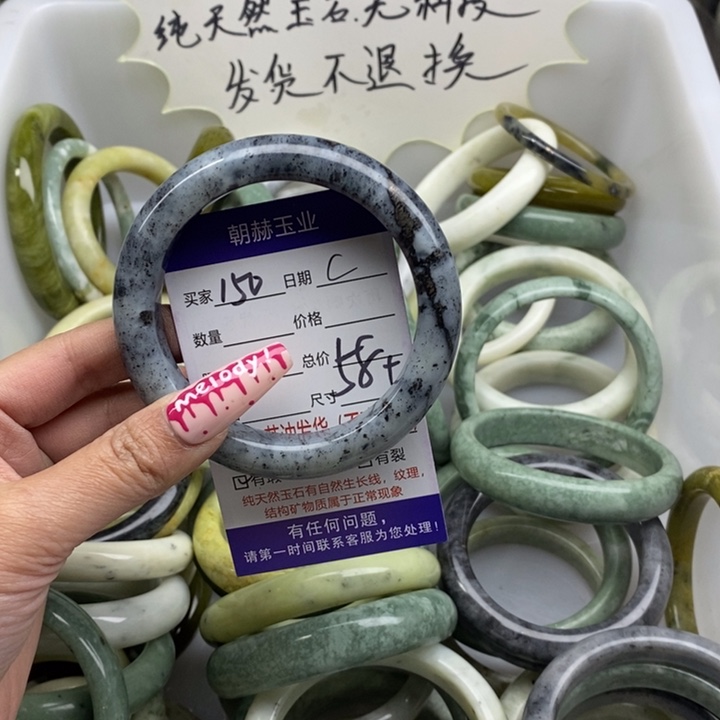 纯天然玉石.无
发货不退换
朝赫玉业
买家 150 日期 C
数量 价格
总价 58+
尺寸
melody
有裂
纯天然玉石有自然生长线，纹理，
结构矿物质属于正常现象
有任何问题，
请第一时间联系客服为您处理！